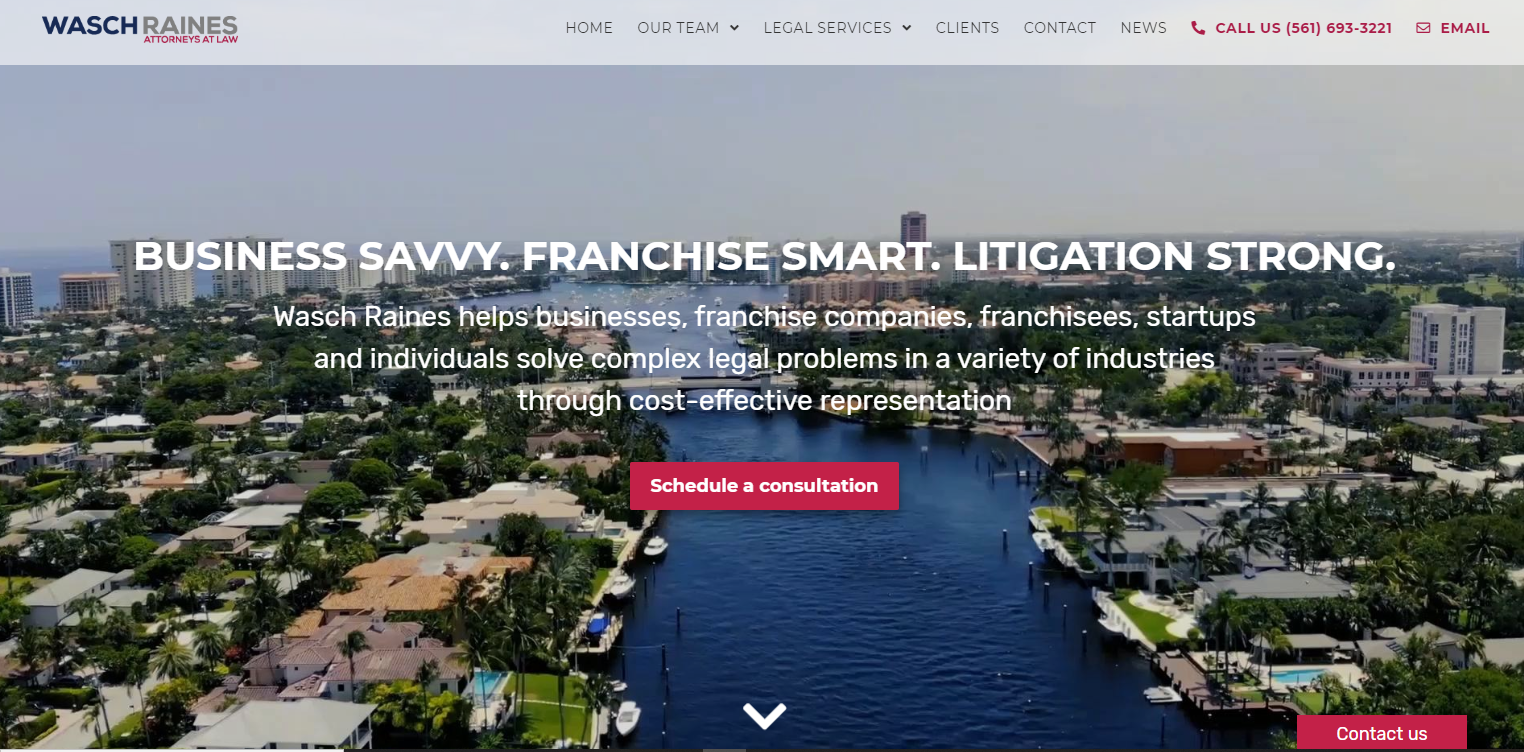 WASCH RAINES
ATTORNEYS AT LAW
HOME OUR TEAM LEGAL SERVICES CLIENTS CONTACT NEWS CALL US (561) 693-3221 EMAIL
BUSINESS SAVVY. FRANCHISE SMART. LITIGATION STRONG.
Wasch Raines helps businesses, franchise companies, franchisees, startups
and individuals solve complex legal problems in a variety of industries
through cost-effective representation
Schedule a consultation
Contact us